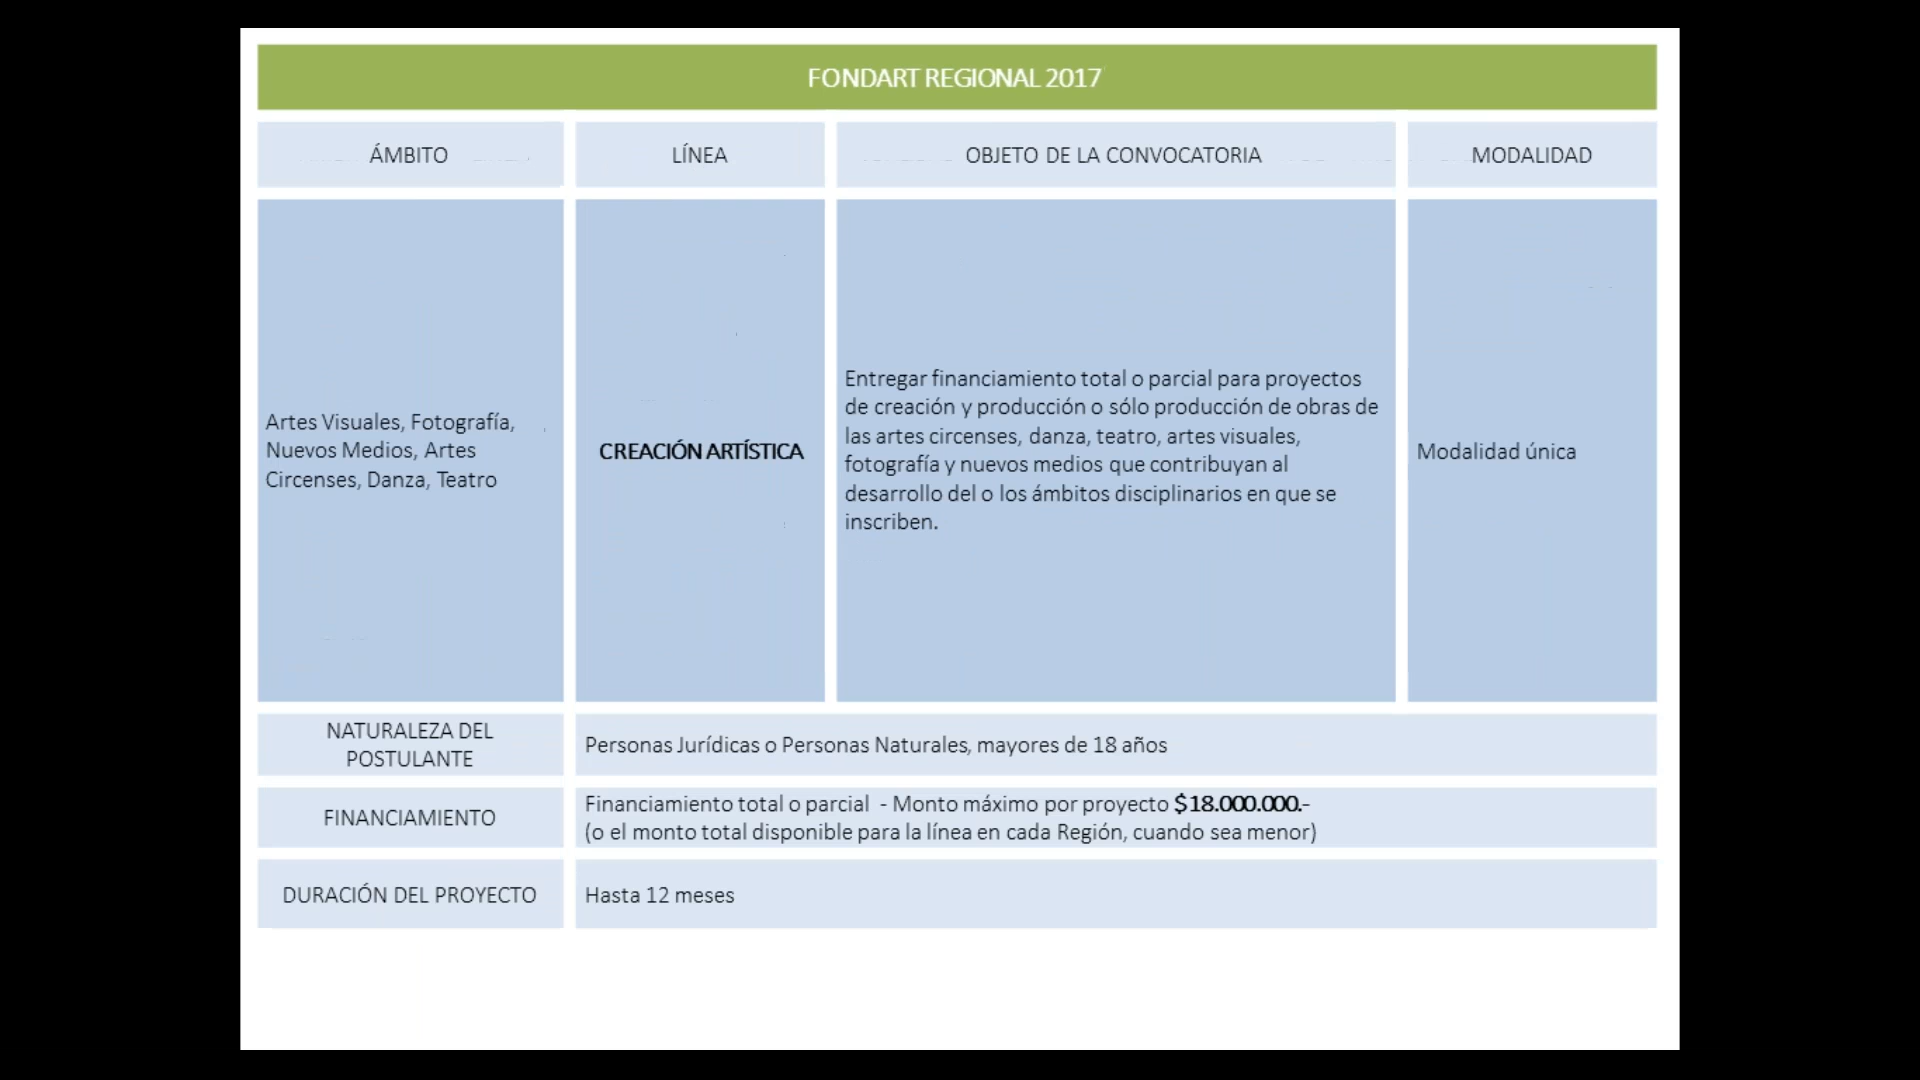 FONDART REGIONAL 2017
ÁMBITO
LÍNEA
OBJETO DE LA CONVOCATORIA
MODALIDAD
Artes Visuales, Fotografía,
Nuevos Medios, Artes
Circenses, Danza, Teatro
CREACIÓN ARTÍSTICA
Entregar financiamiento total o parcial para proyectos
de creación y producción o sólo producción de obras de
las artes circenses, danza, teatro, artes visuales,
fotografía y nuevos medios que contribuyan al
desarrollo del o los ámbitos disciplinarios en que se
inscriben.
Modalidad única
NATURALEZA DEL
POSTULANTE
Personas Jurídicas o Personas Naturales, mayores de 18 años
FINANCIAMIENTO
Financiamiento total o parcial - Monto máximo por proyecto $18.000.000.-
(o el monto total disponible para la línea en cada Región, cuando sea menor)
DURACIÓN DEL PROYECTO
Hasta 12 meses